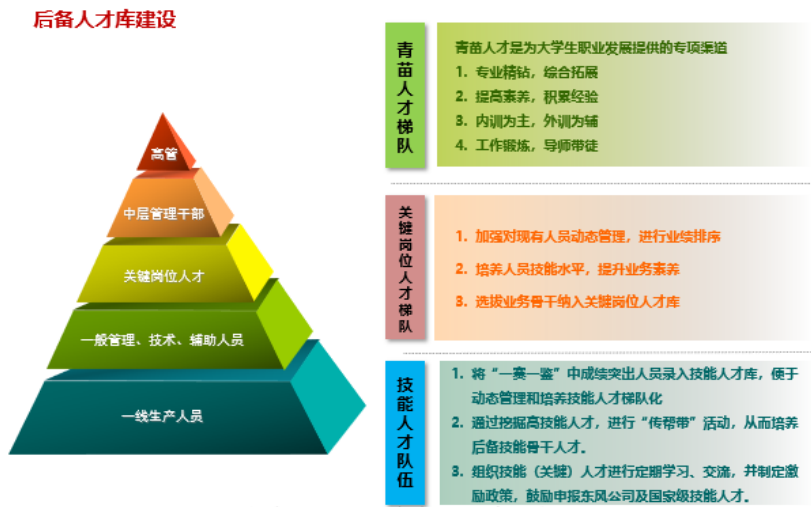 后备人才库建设
高管
中层管理干部
关键岗位人才
一般管理、技术、辅助人员
一线生产人员
青苗人才梯队
青苗人才是为大学生职业发展提供的专项渠道
1. 专业精钻，综合拓展
2. 提高素养，积累经验
3. 内训为主，外训为辅
4. 工作锻炼，导师带徒
关键岗位人才梯队
1. 加强对现有人员动态管理，进行业绩排序
2. 培养人员技能水平，提升业务素养
3. 选拔业务骨干纳入关键岗位人才库
技能人才队伍
1. 将“一赛一鉴”中成绩突出人员录入技能人才库，便于
动态管理和培养技能人才梯队化
2. 通过挖掘高技能人才，进行“传帮带”活动，从而培养
后备技能骨干人才。
3. 组织技能（关键）人才进行定期学习、交流，并制定激
励政策，鼓励申报东风公司及国家级技能人才。